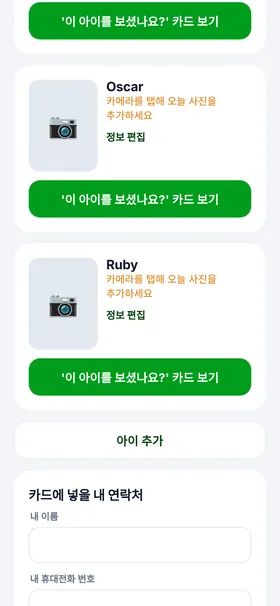 '이 아이를 보셨나요?' 카드 보기
Oscar
카메라를 탭해 오늘 사진을
추가하세요
정보 편집
'이 아이를 보셨나요?' 카드 보기
Ruby
카메라를 탭해 오늘 사진을
추가하세요
정보 편집
'이 아이를 보셨나요?' 카드 보기
아이 추가
카드에 넣을 내 연락처
내 이름
내 휴대전화 번호